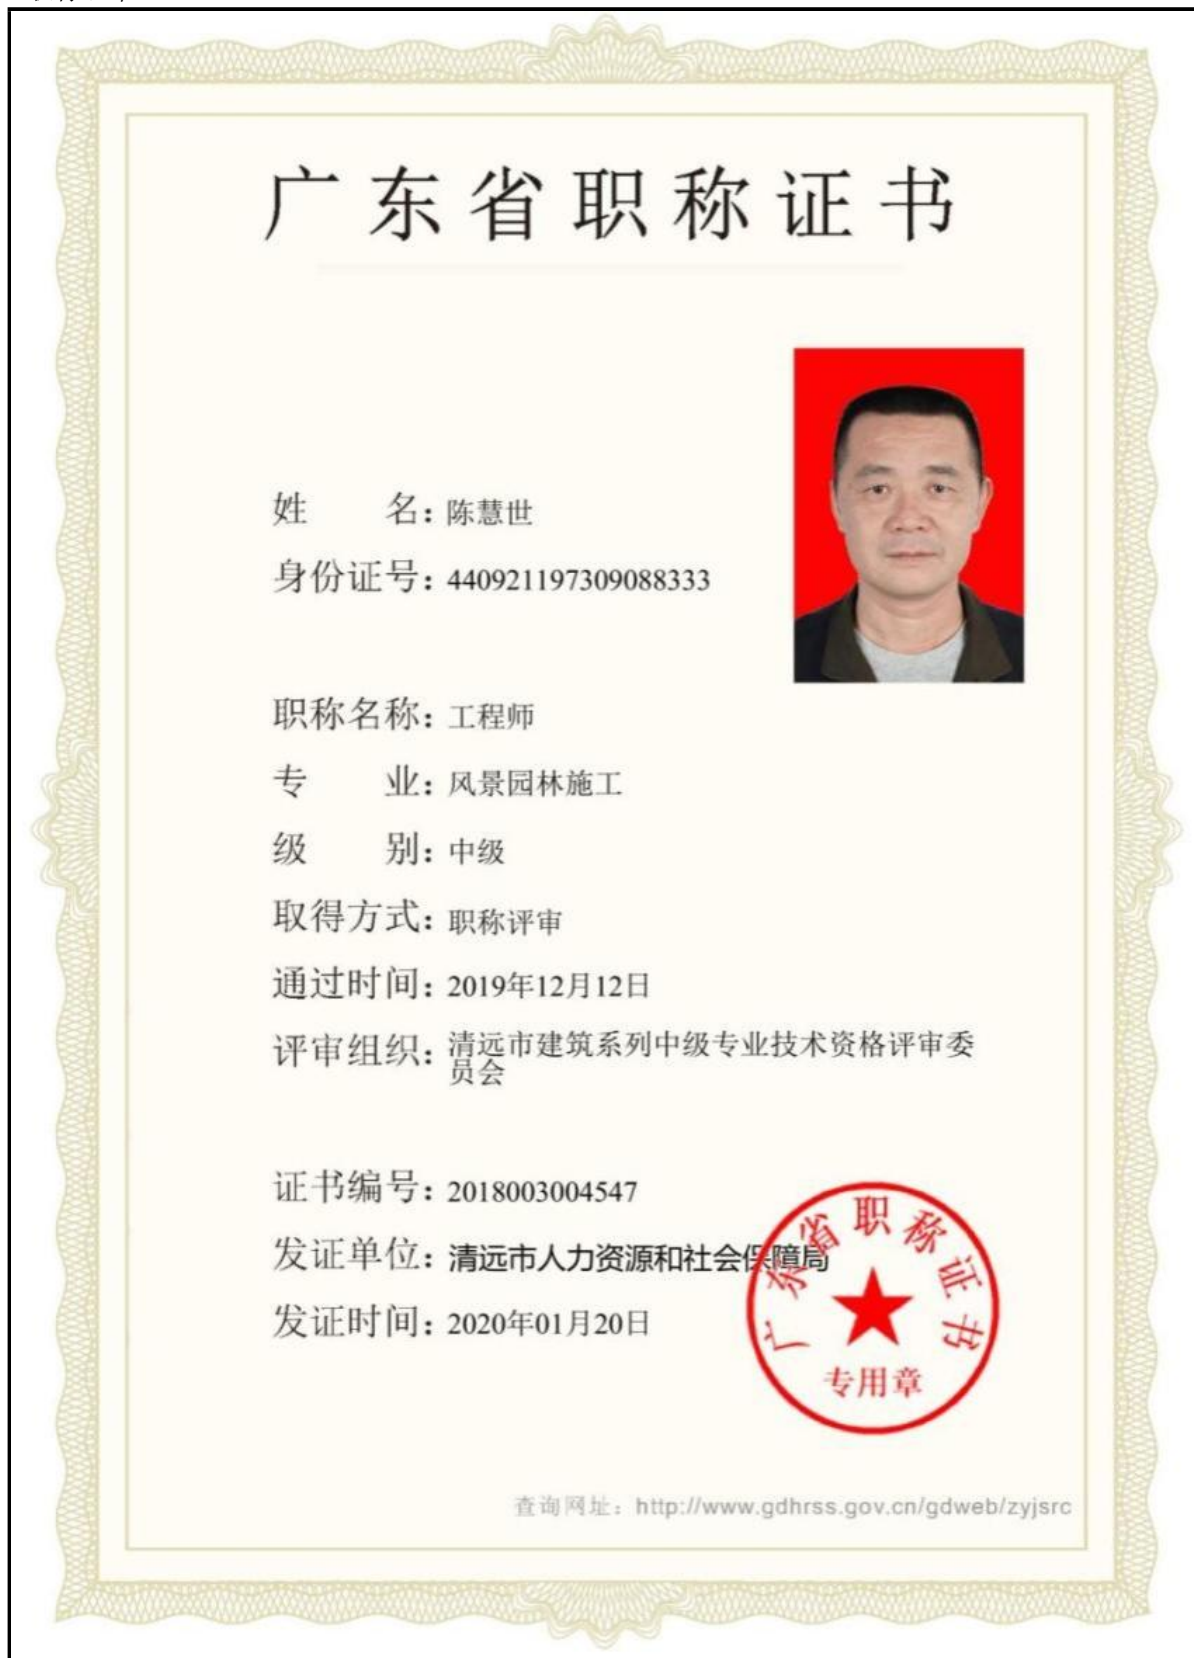 广东省职称证书
姓 名：陈慧世
身份证号：440921197309088333
职称名称：工程师
专 业：风景园林施工
级 别：中级
取得方式：职称评审
通过时间：2019年12月12日
评审组织：清远市建筑系列中级专业技术资格评审委
员会
证书编号：2018003004547
发证单位：清远市人力资源和社会保障局
发证时间：2020年01月20日
广东省职称证书
专用章
查询网址：http://www.gdhrss.gov.cn/gdweb/zyjsrc